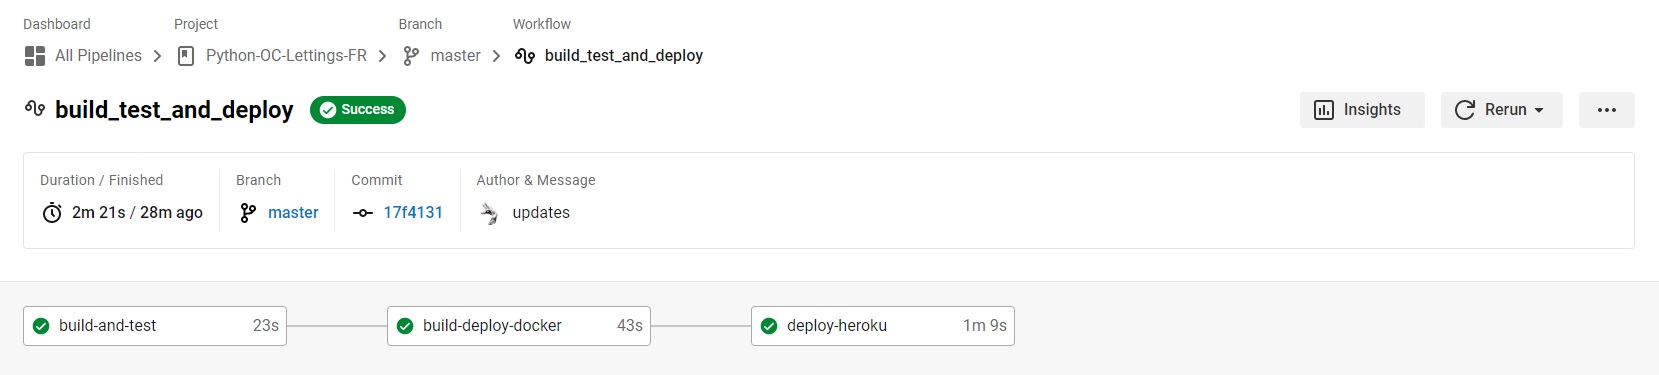 Dashboard Project Branch Workflow
All Pipelines Python-OC-Lettings-FR master build_test_and_deploy
build_test_and_deploy Success Insights Rerun
Duration / Finished Branch Commit Author & Message
2m 21s / 28m ago master 17f4131 updates
build-and-test 23s build-deploy-docker 43s deploy-heroku 1m 9s